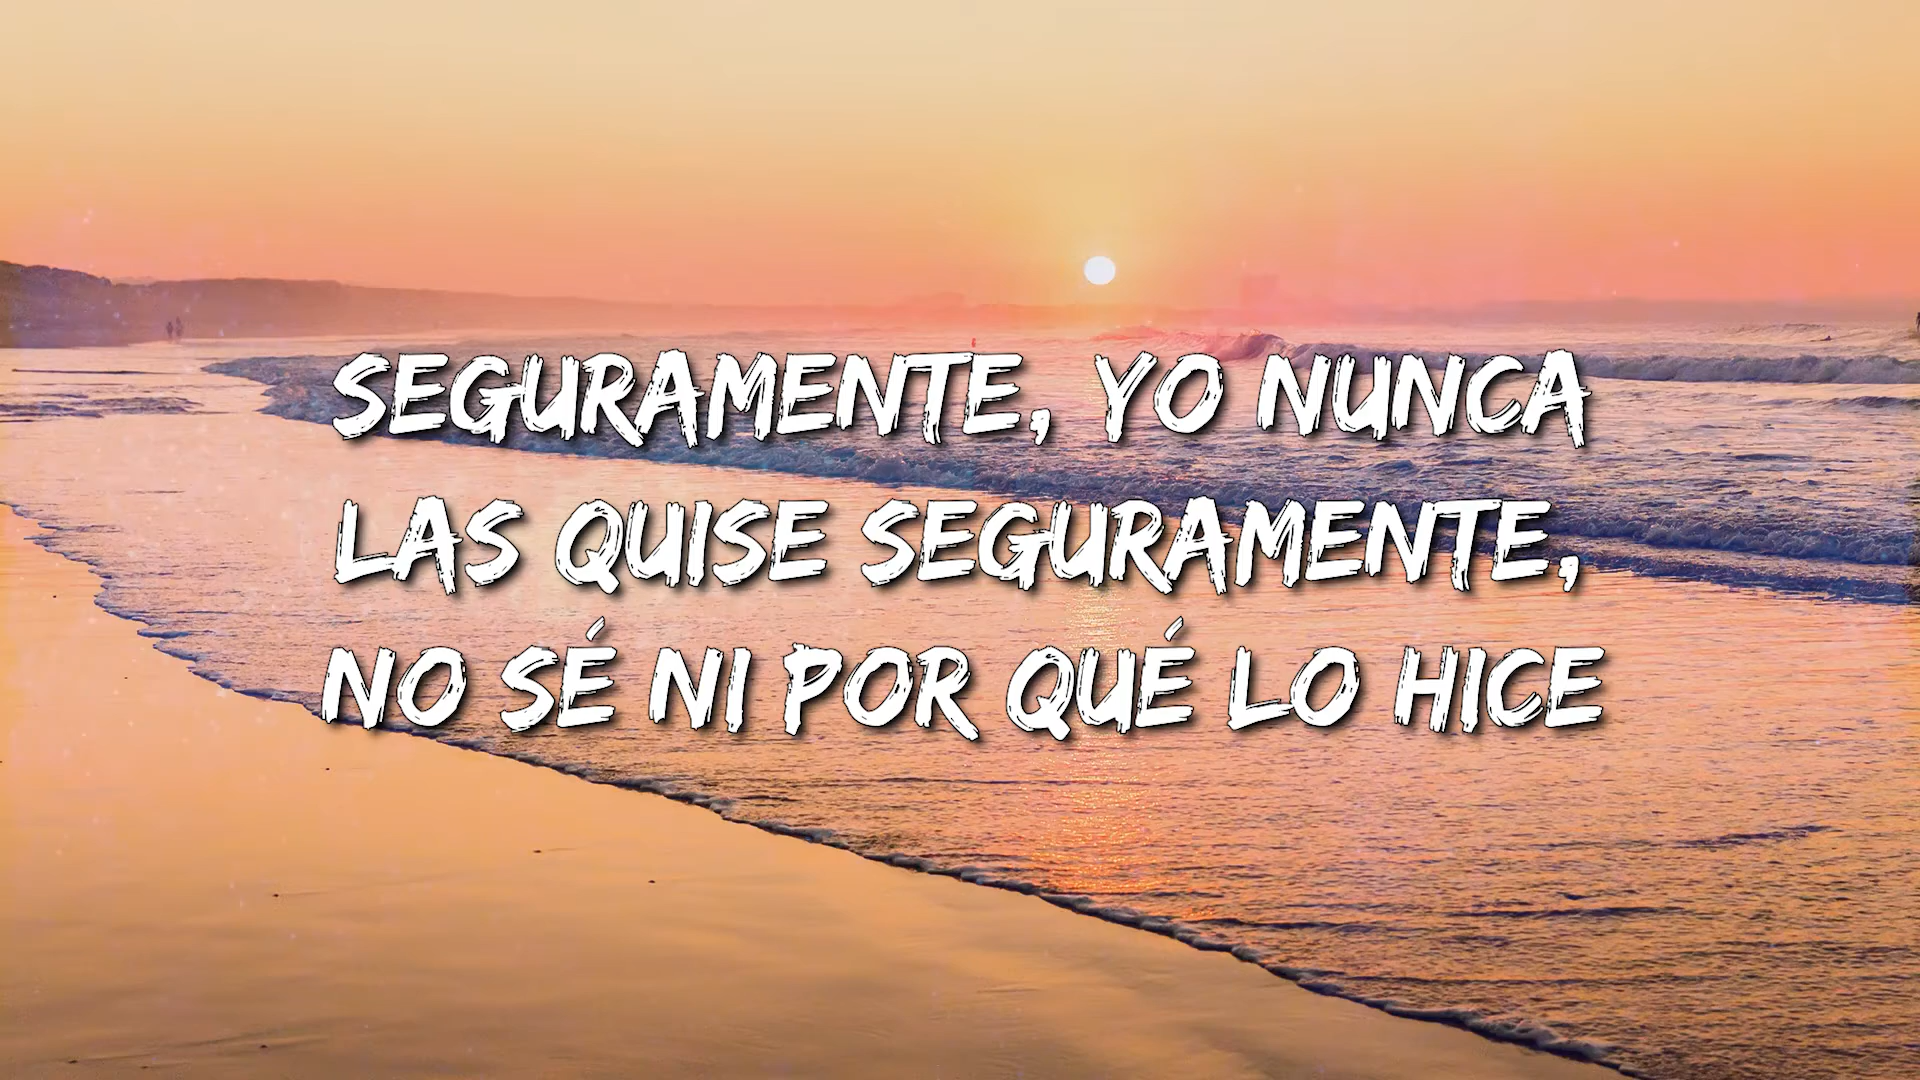 SEGURAMENTE, YO NUNCA
LAS QUISE SEGURAMENTE,
NO SÉ NI POR QUÉ LO HICE